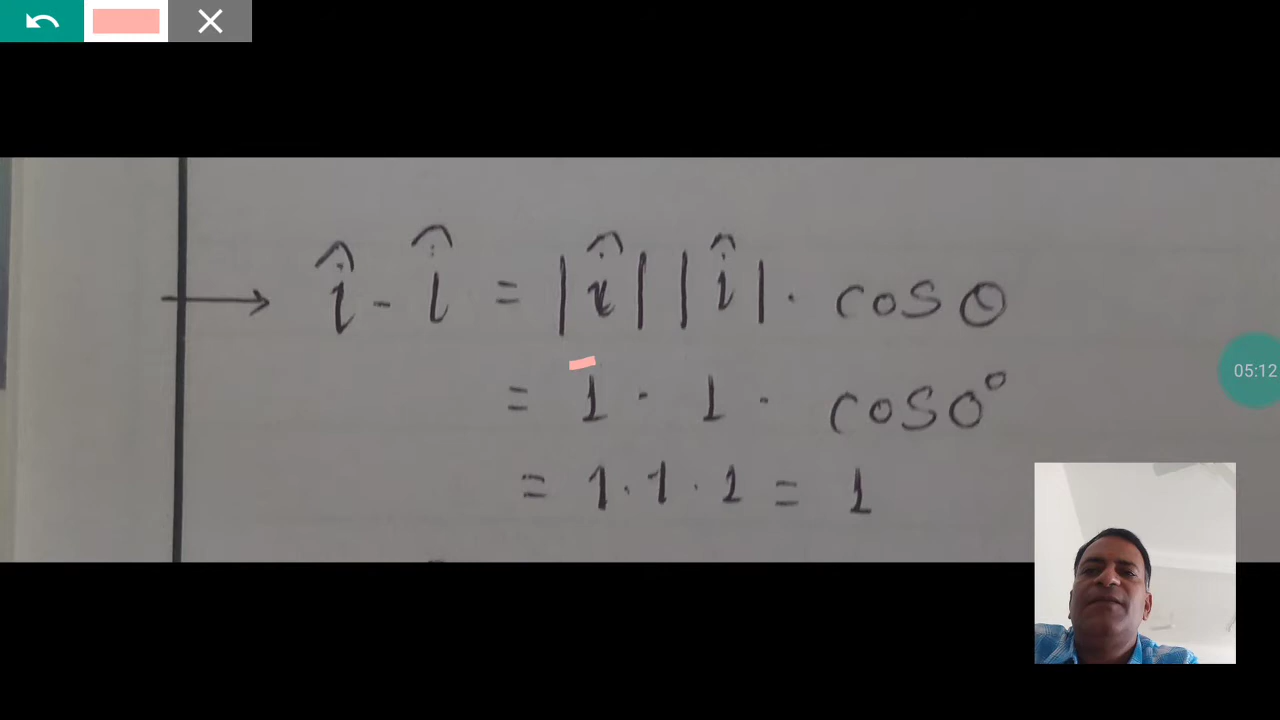 î - î = |î| |î| . cos θ
= 1 . 1 . cos 0°
= 1 . 1 . 1 = 1
05:12